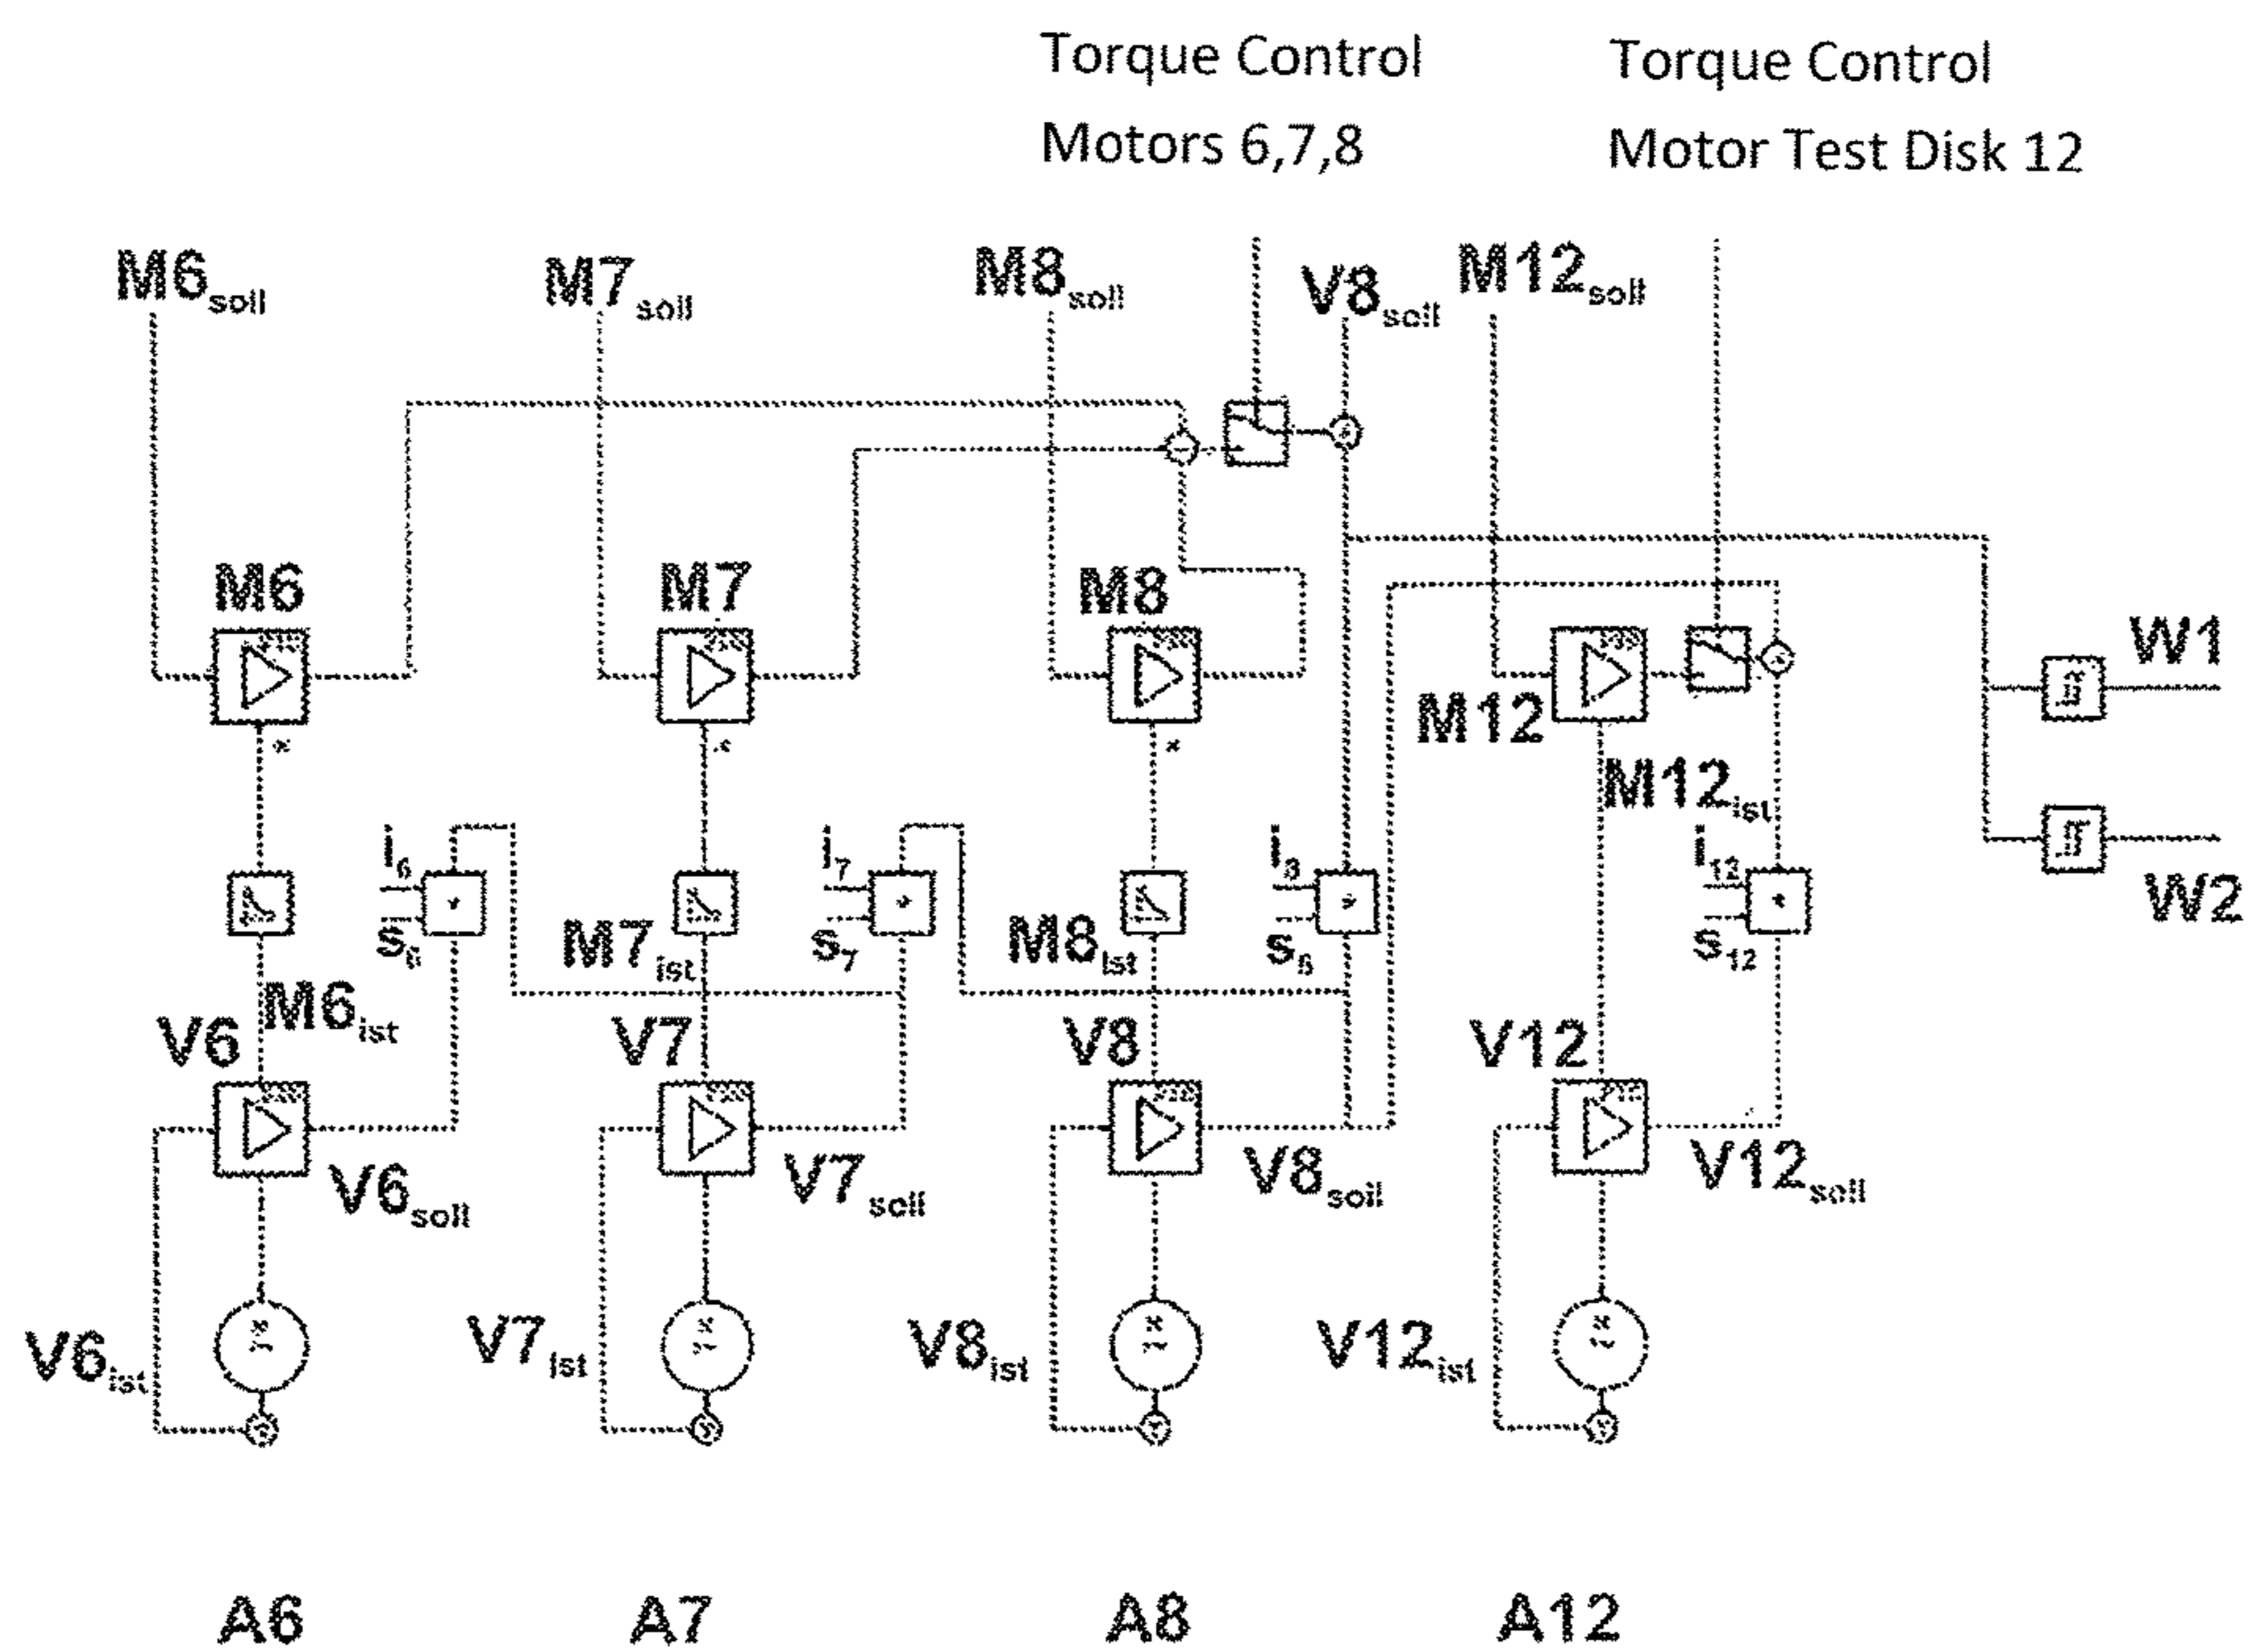 Torque Control
Motors 6,7,8
Torque Control
Motor Test Disk 12
M6soll
M7soll
M8soll
V8soll
M12soll
M6
M7
M8
M12
W1
W2
M12ist
i6
S6
i7
S7
i8
i12
S12
M7ist
M8ist
M6ist
V6
V7
V8
V12
V6soll
V7soll
V8soll
V12soll
V6ist
V7ist
V8ist
V12ist
A6
A7
A8
A12